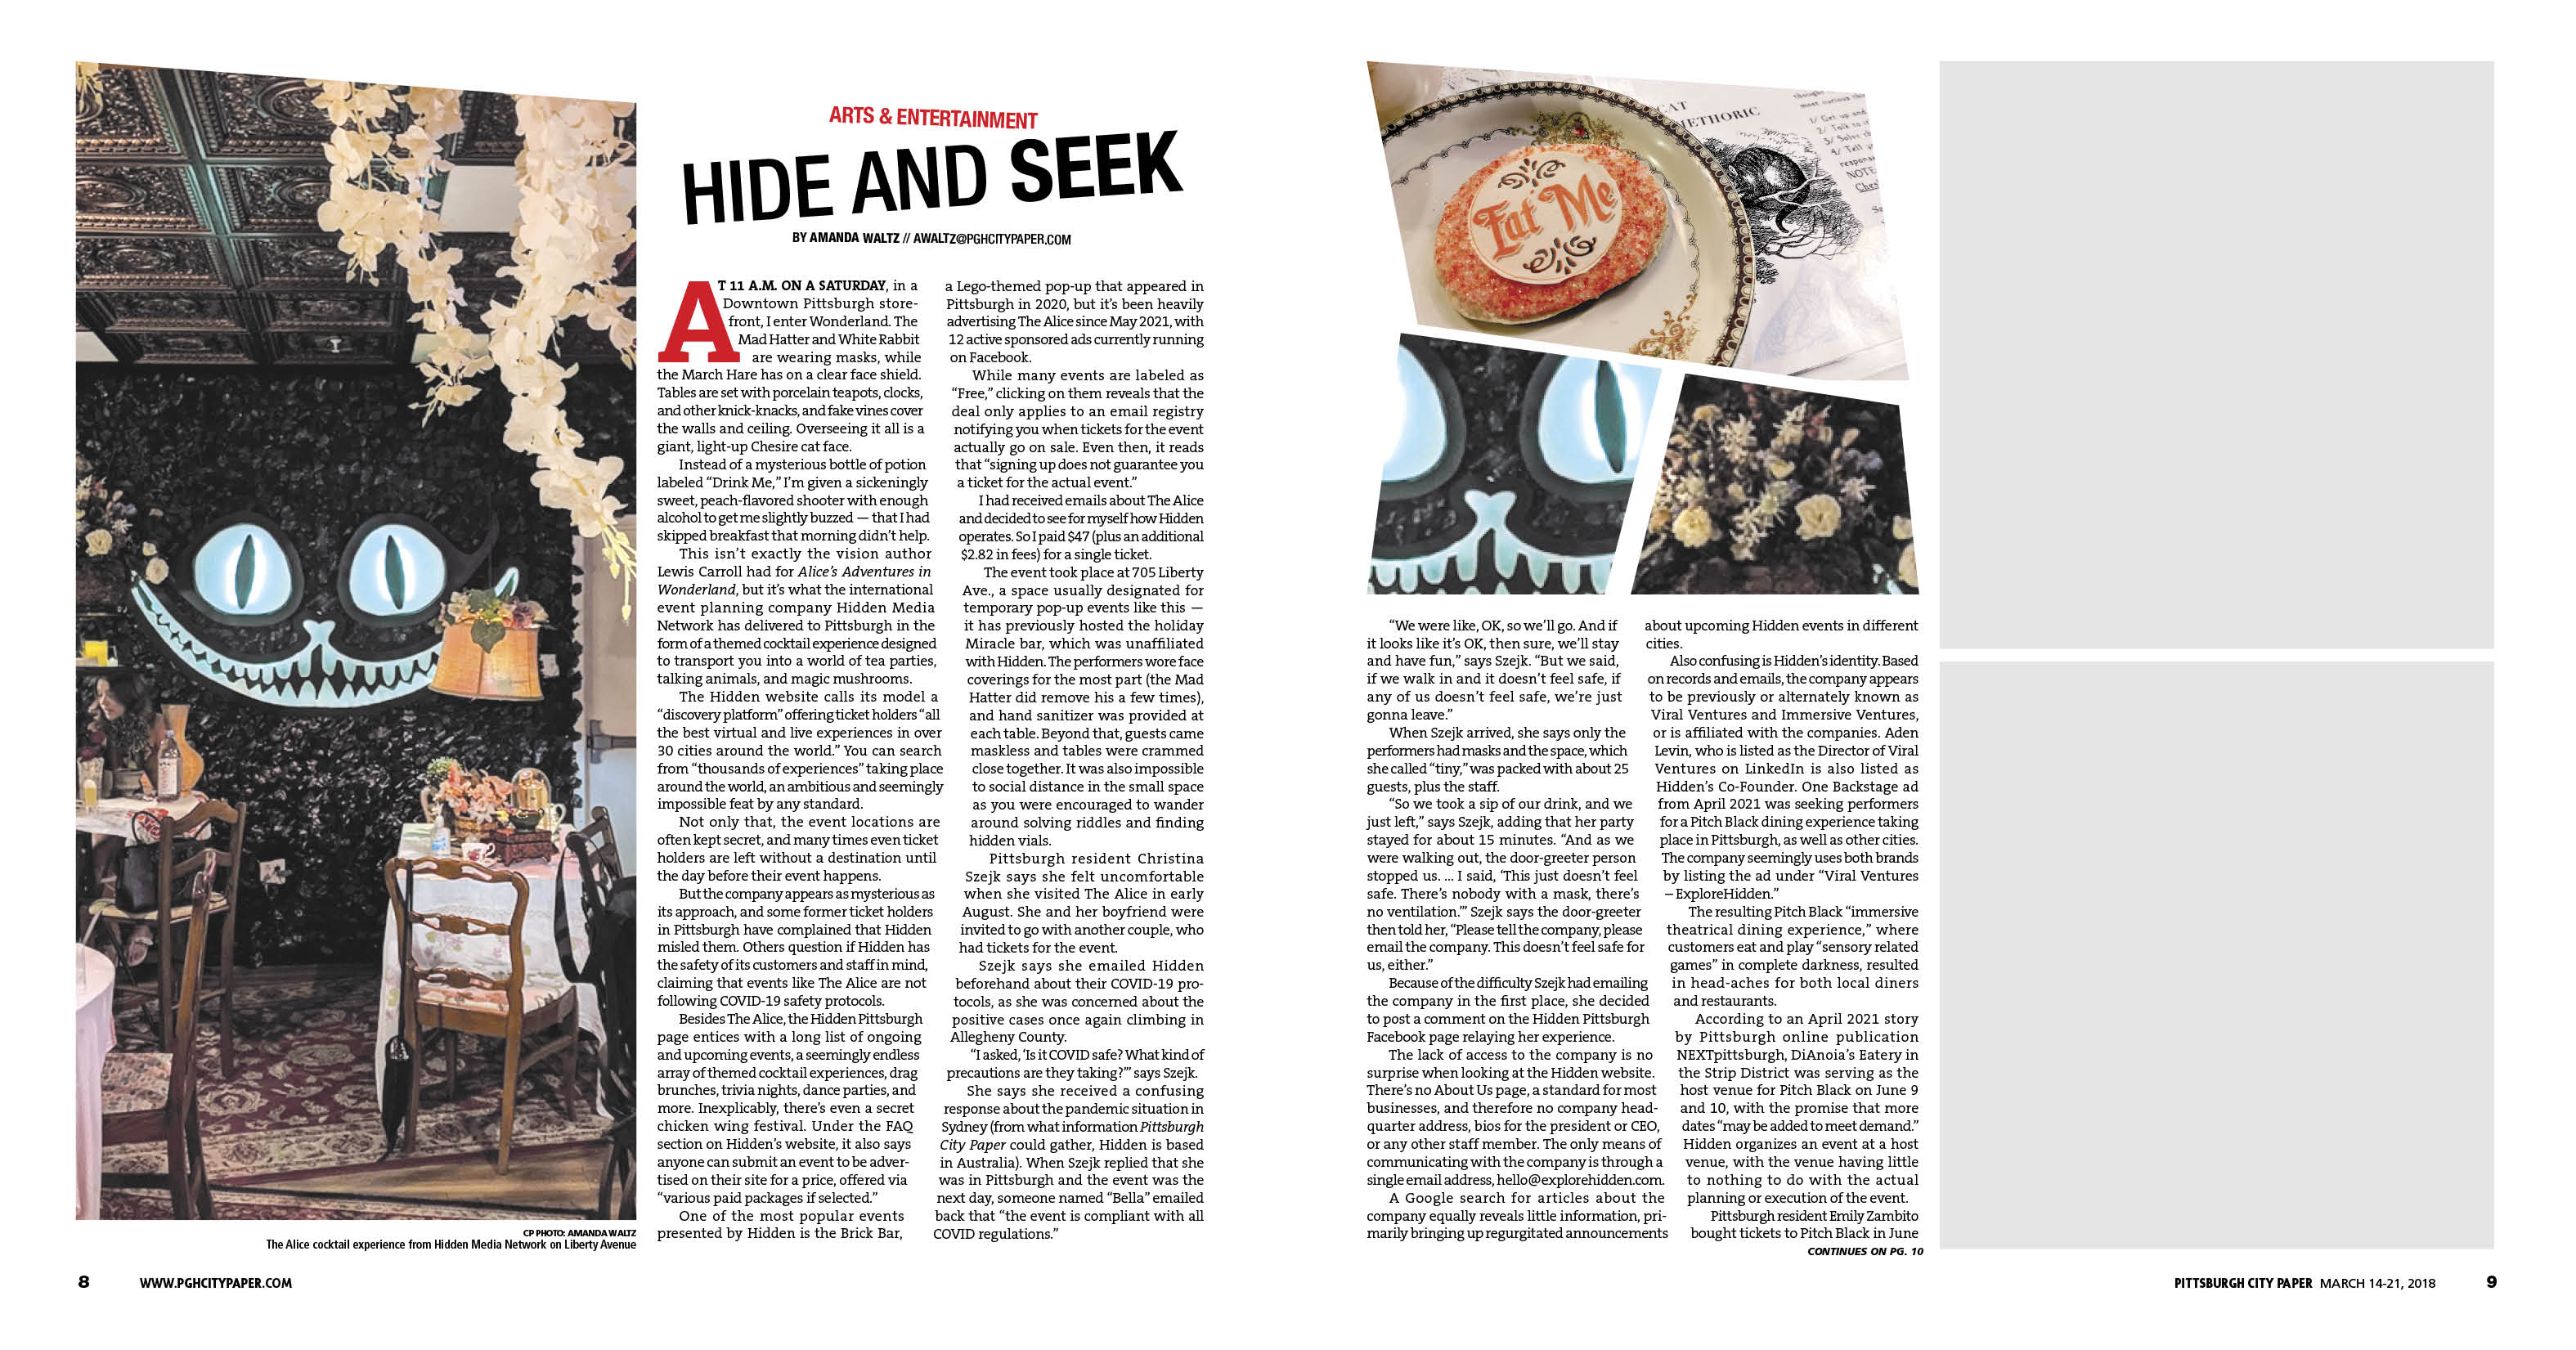 ARTS & ENTERTAINMENT
HIDE AND SEEK
BY AMANDA WALTZ // AWALTZ@PGHCITYPAPER.COM
AT 11 A.M. ON A SATURDAY, in a
Downtown Pittsburgh store-
front, I enter Wonderland. The
Mad Hatter and White Rabbit
are wearing masks, while
the March Hare has on a clear face shield.
Tables are set with porcelain teapots, clocks,
and other knick-knacks, and fake vines cover
the walls and ceiling. Overseeing it all is a
giant, light-up Chesire cat face.
Instead of a mysterious bottle of potion
labeled “Drink Me,” I’m given a sickeningly
sweet, peach-flavored shooter with enough
alcohol to get me slightly buzzed — that I had
skipped breakfast that morning didn’t help.
This isn’t exactly the vision author
Lewis Carroll had for Alice’s Adventures in
Wonderland, but it’s what the international
event planning company Hidden Media
Network has delivered to Pittsburgh in the
form of a themed cocktail experience designed
to transport you into a world of tea parties,
talking animals, and magic mushrooms.
The Hidden website calls its model a
“discovery platform” offering ticket holders “all
the best virtual and live experiences in over
30 cities around the world.” You can search
from “thousands of experiences” taking place
around the world, an ambitious and seemingly
impossible feat by any standard.
Not only that, the event locations are
often kept secret, and many times even ticket
holders are left without a destination until
the day before their event happens.
But the company appears as mysterious as
its approach, and some former ticket holders
in Pittsburgh have complained that Hidden
misled them. Others question if Hidden has
the safety of its customers and staff in mind,
claiming that events like The Alice are not
following COVID-19 safety protocols.
Besides The Alice, the Hidden Pittsburgh
page entices with a long list of ongoing
and upcoming events, a seemingly endless
array of themed cocktail experiences, drag
brunches, trivia nights, dance parties, and
more. Inexplicably, there’s even a secret
chicken wing festival. Under the FAQ
section on Hidden’s website, it also says
anyone can submit an event to be adver-
tised on their site for a price, offered via
“various paid packages if selected.”
One of the most popular events
presented by Hidden is the Brick Bar,
a Lego-themed pop-up that appeared in
Pittsburgh in 2020, but it’s been heavily
advertising The Alice since May 2021, with
12 active sponsored ads currently running
on Facebook.
While many events are labeled as
“Free,” clicking on them reveals that the
deal only applies to an email registry
notifying you when tickets for the event
actually go on sale. Even then, it reads
that “signing up does not guarantee you
a ticket for the actual event.”
I had received emails about The Alice
and decided to see for myself how Hidden
operates. So I paid $47 (plus an additional
$2.82 in fees) for a single ticket.
The event took place at 705 Liberty
Ave., a space usually designated for
temporary pop-up events like this —
it has previously hosted the holiday
Miracle bar, which was unaffiliated
with Hidden. The performers wore face
coverings for the most part (the Mad
Hatter did remove his a few times),
and hand sanitizer was provided at
each table. Beyond that, guests came
maskless and tables were crammed
close together. It was also impossible
to social distance in the small space
as you were encouraged to wander
around solving riddles and finding
hidden vials.
Pittsburgh resident Christina
Szejk says she felt uncomfortable
when she visited The Alice in early
August. She and her boyfriend were
invited to go with another couple, who
had tickets for the event.
Szejk says she emailed Hidden
beforehand about their COVID-19 pro-
tocols, as she was concerned about the
positive cases once again climbing in
Allegheny County.
“I asked, ‘Is it COVID safe? What kind of
precautions are they taking?’” says Szejk.
She says she received a confusing
response about the pandemic situation in
Sydney (from what information Pittsburgh
City Paper could gather, Hidden is based
in Australia). When Szejk replied that she
was in Pittsburgh and the event was the
next day, someone named “Bella” emailed
back that “the event is compliant with all
COVID regulations.”
CP PHOTO: AMANDA WALTZ
The Alice cocktail experience from Hidden Media Network on Liberty Avenue
8 WWW.PGHCITYPAPER.COM
CAT
Eat Me
“We were like, OK, so we’ll go. And if
it looks like it’s OK, then sure, we’ll stay
and have fun,” says Szejk. “But we said,
if we walk in and it doesn’t feel safe, if
any of us doesn’t feel safe, we’re just
gonna leave.”
When Szejk arrived, she says only the
performers had masks and the space, which
she called “tiny,” was packed with about 25
guests, plus the staff.
“So we took a sip of our drink, and we
just left,” says Szejk, adding that her party
stayed for about 15 minutes. “And as we
were walking out, the door-greeter person
stopped us. ... I said, ‘This just doesn’t feel
safe. There’s nobody with a mask, there’s
no ventilation.’” Szejk says the door-greeter
then told her, “Please tell the company, please
email the company. This doesn’t feel safe for
us, either.”
Because of the difficulty Szejk had emailing
the company in the first place, she decided
to post a comment on the Hidden Pittsburgh
Facebook page relaying her experience.
The lack of access to the company is no
surprise when looking at the Hidden website.
There’s no About Us page, a standard for most
businesses, and therefore no company head-
quarter address, bios for the president or CEO,
or any other staff member. The only means of
communicating with the company is through a
single email address, hello@explorehidden.com.
A Google search for articles about the
company equally reveals little information, pri-
marily bringing up regurgitated announcements
about upcoming Hidden events in different
cities.
Also confusing is Hidden’s identity. Based
on records and emails, the company appears
to be previously or alternately known as
Viral Ventures and Immersive Ventures,
or is affiliated with the companies. Aden
Levin, who is listed as the Director of Viral
Ventures on LinkedIn is also listed as
Hidden’s Co-Founder. One Backstage ad
from April 2021 was seeking performers
for a Pitch Black dining experience taking
place in Pittsburgh, as well as other cities.
The company seemingly uses both brands
by listing the ad under “Viral Ventures
– ExploreHidden.”
The resulting Pitch Black “immersive
theatrical dining experience,” where
customers eat and play “sensory related
games” in complete darkness, resulted
in head-aches for both local diners
and restaurants.
According to an April 2021 story
by Pittsburgh online publication
NEXTpittsburgh, DiAnoia’s Eatery in
the Strip District was serving as the
host venue for Pitch Black on June 9
and 10, with the promise that more
dates “may be added to meet demand.”
Hidden organizes an event at a host
venue, with the venue having little
to nothing to do with the actual
planning or execution of the event.
Pittsburgh resident Emily Zambito
bought tickets to Pitch Black in June
CONTINUES ON PG. 10
PITTSBURGH CITY PAPER MARCH 14-21, 2018 9